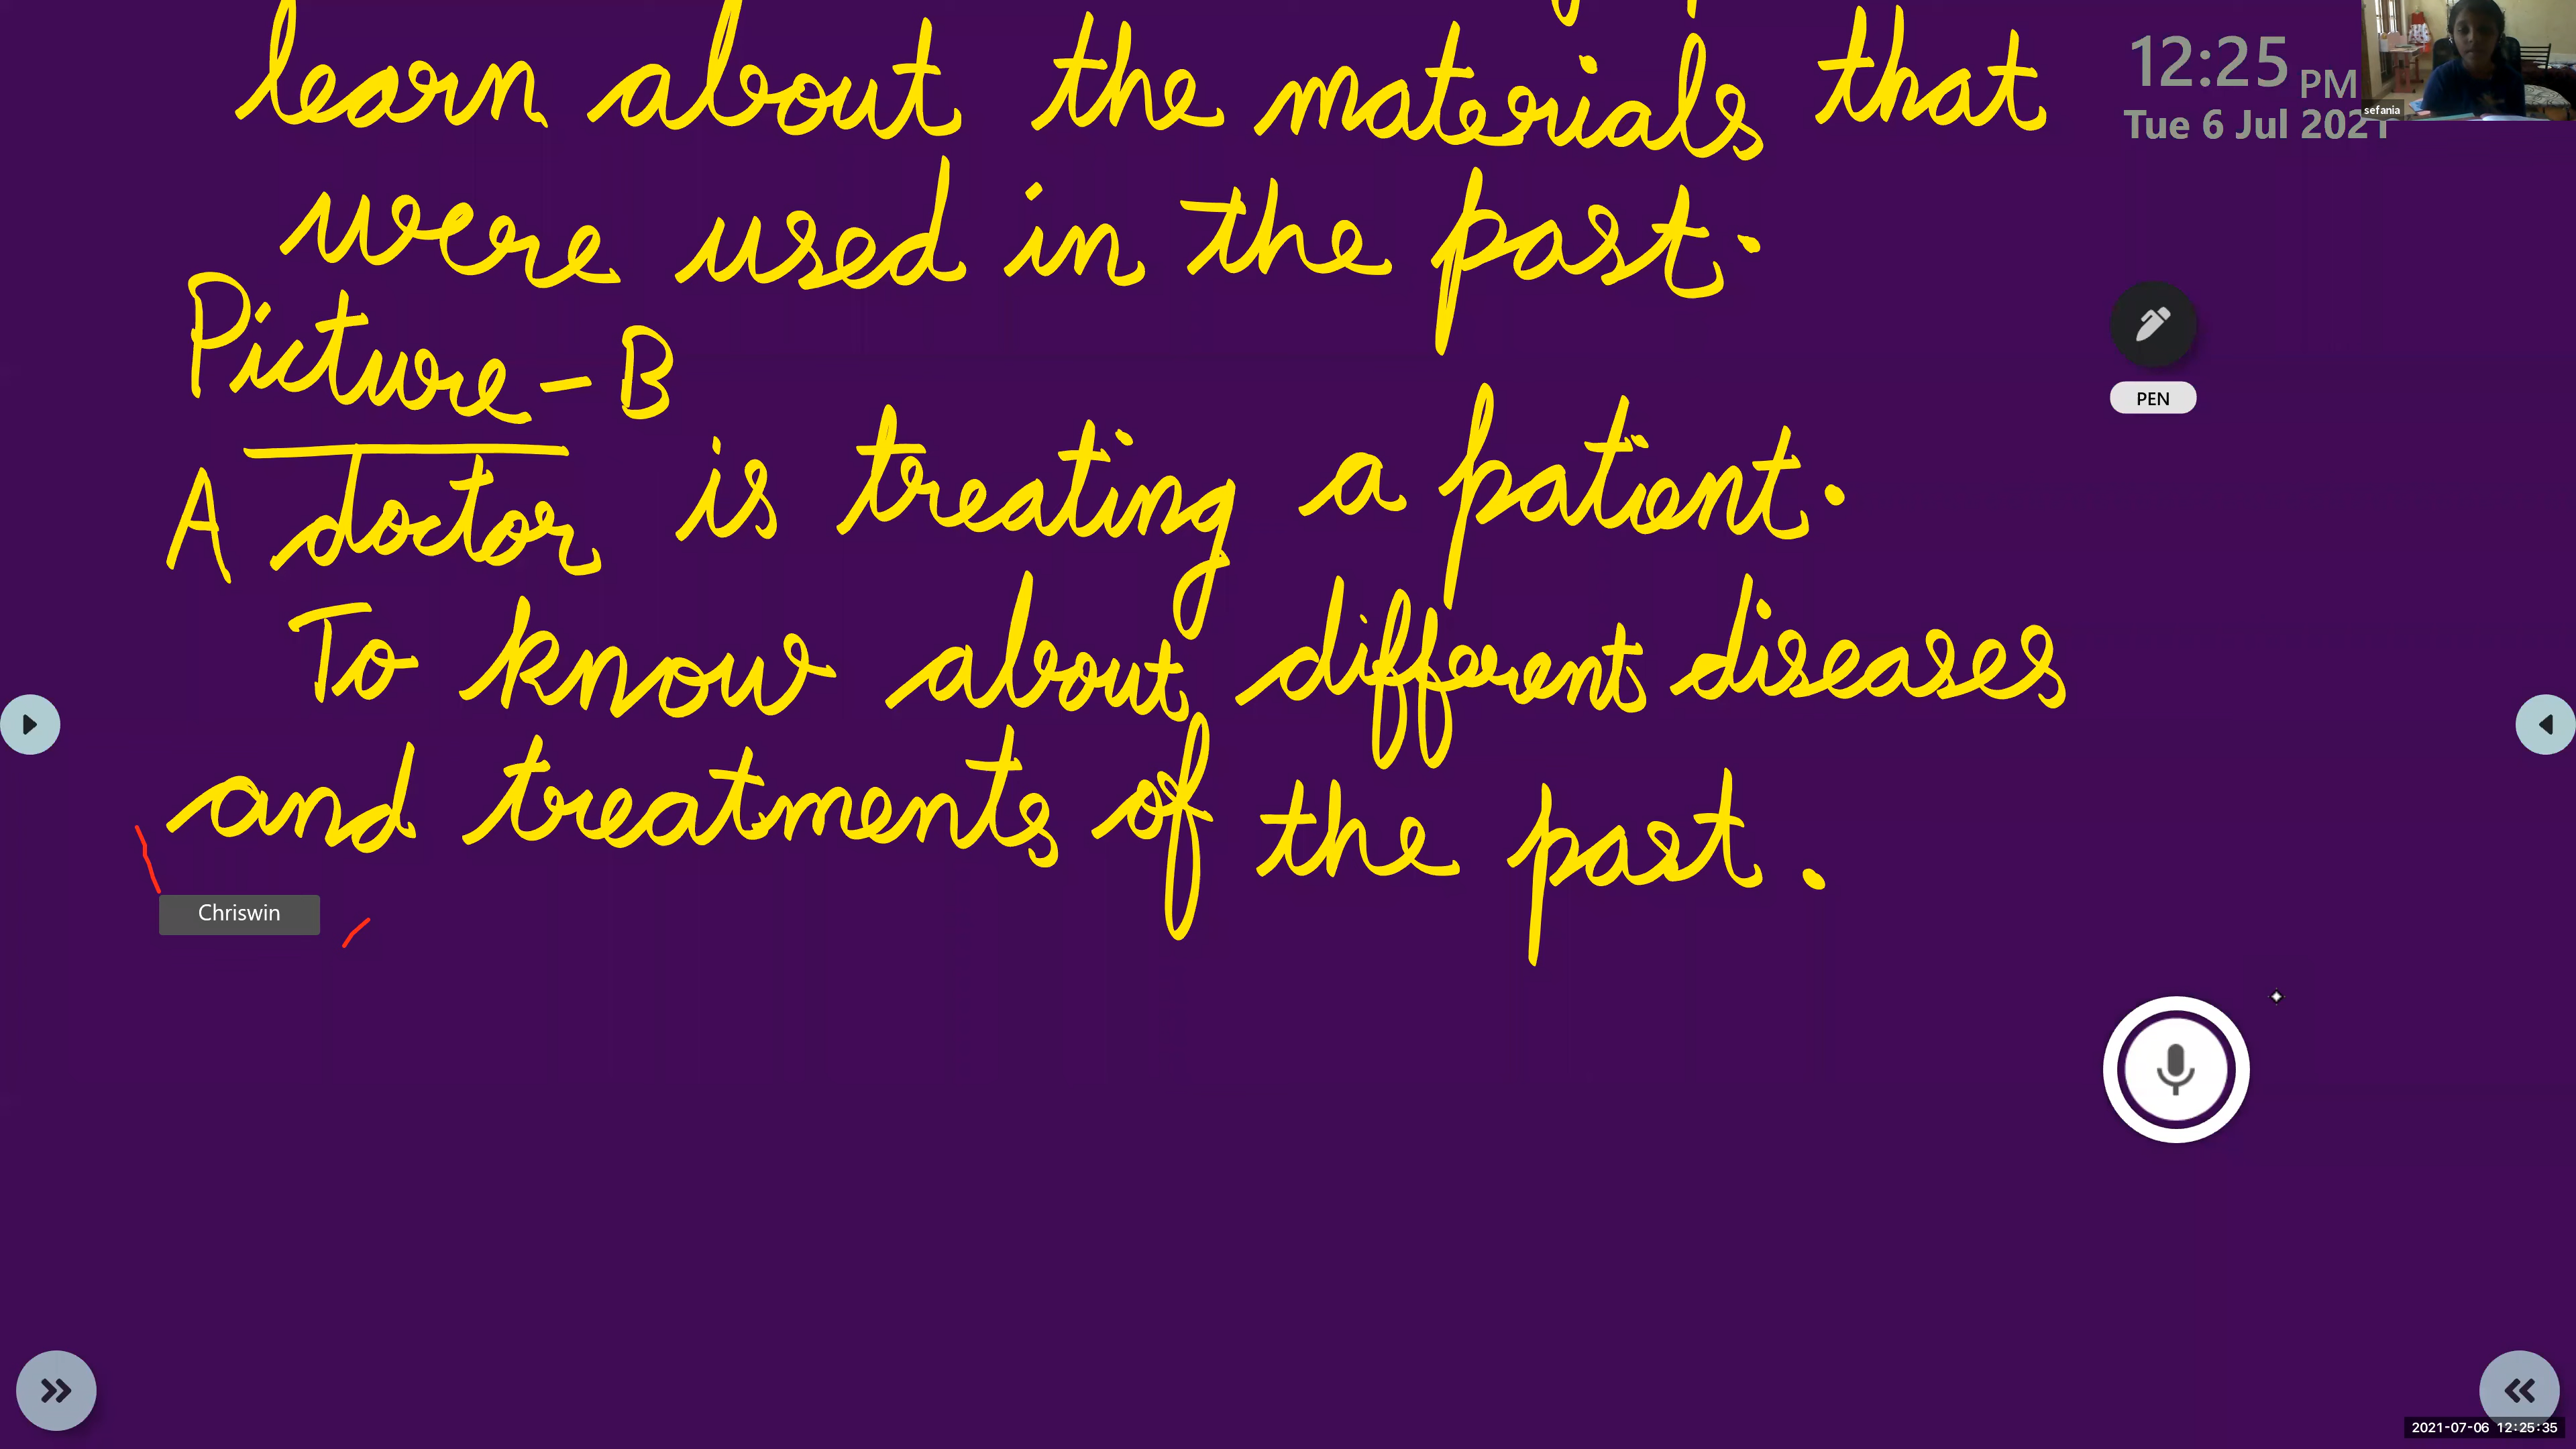 learn about the materials that
were used in the past.
Picture - B
A doctor is treating a patient.
To know about different diseases
and treatments of the past.
12:25 PM
Tue 6 Jul 2021
sefania
PEN
Chriswin
2021-07-06 12:25:35